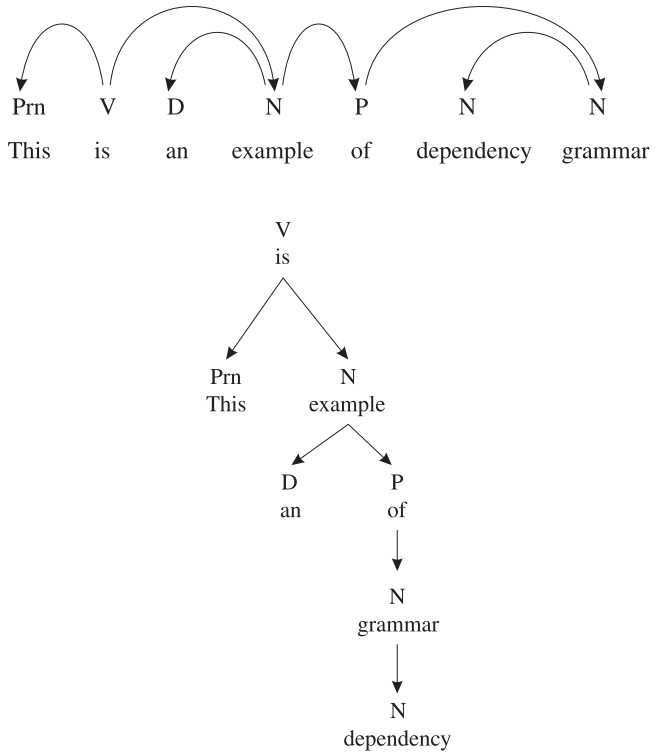 Prn V D N P N N
This is an example of dependency grammar
V
is
Prn N
This example
D P
an of
N
grammar
N
dependency